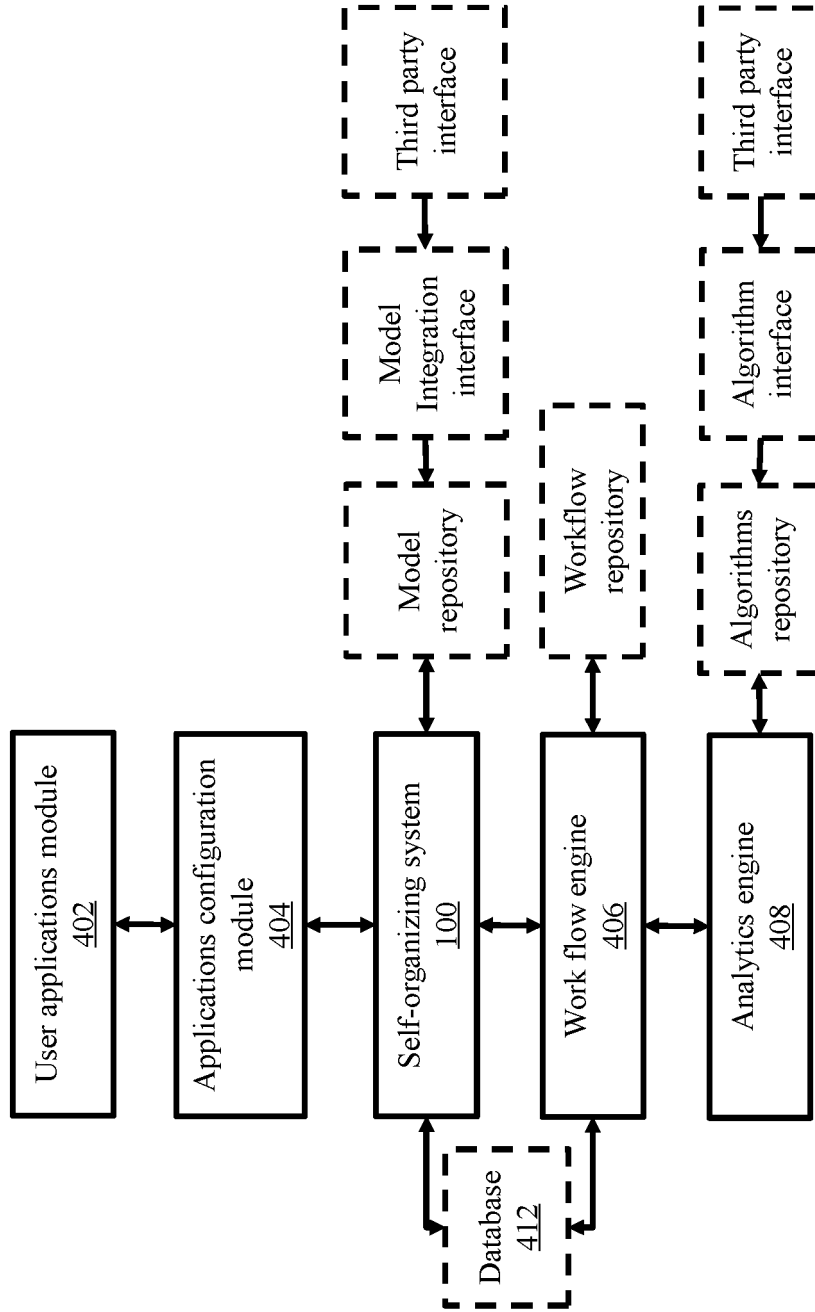 User applications module
402
Applications configuration
module
404
Self-organizing system
100
Model
repository
Model
Integration
interface
Third party
interface
Database
412
Work flow engine
406
Workflow
repository
Analytics engine
408
Algorithms
repository
Algorithm
interface
Third party
interface